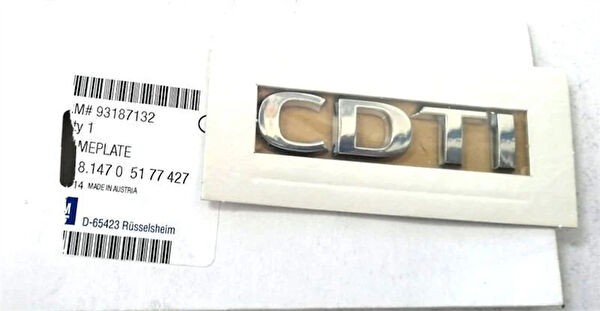 M# 93187132
ty 1
MEPLATE
8.147 0 51 77 427
14 MADE IN AUSTRIA
M
D-65423 Rüsselsheim
CDTI